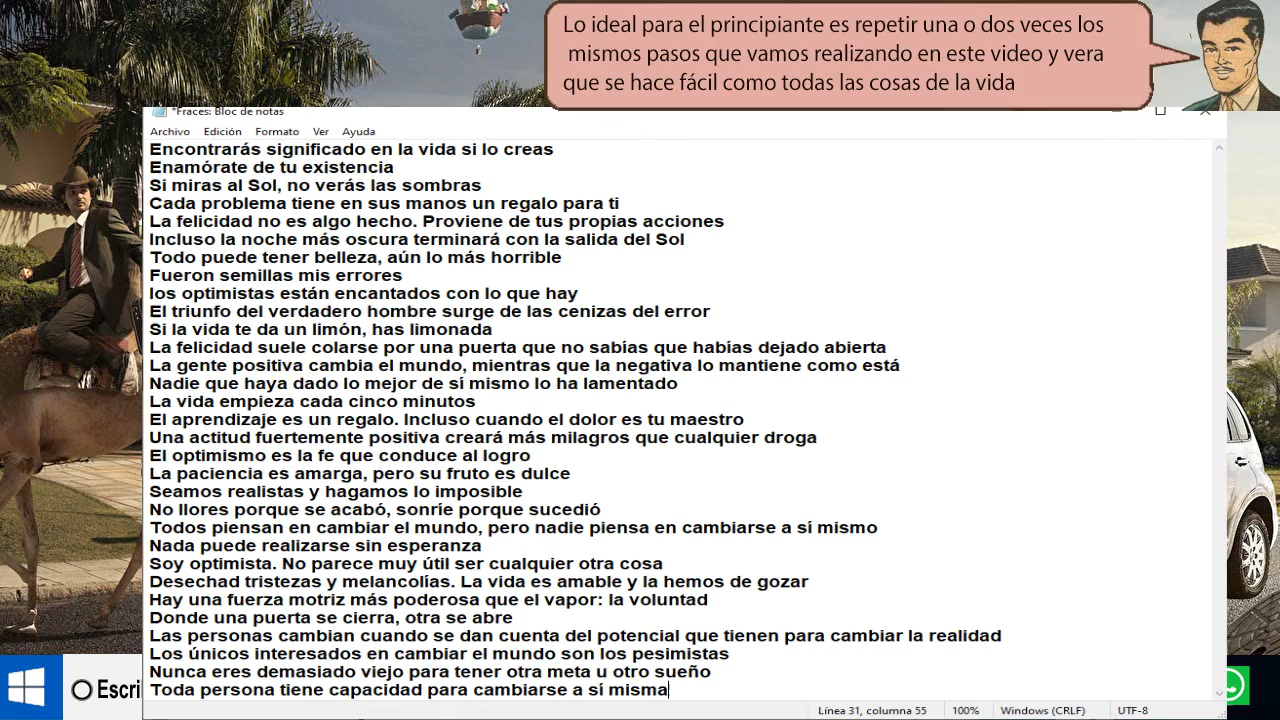 Lo ideal para el principiante es repetir una o dos veces los
mismos pasos que vamos realizando en este video y vera
que se hace fácil como todas las cosas de la vida
*Fraces: Bloc de notas
Archivo Edición Formato Ver Ayuda
Encontrarás significado en la vida si lo creas
Enamórate de tu existencia
Si miras al Sol, no verás las sombras
Cada problema tiene en sus manos un regalo para ti
La felicidad no es algo hecho. Proviene de tus propias acciones
Incluso la noche más oscura terminará con la salida del Sol
Todo puede tener belleza, aún lo más horrible
Fueron semillas mis errores
los optimistas están encantados con lo que hay
El triunfo del verdadero hombre surge de las cenizas del error
Si la vida te da un limón, has limonada
La felicidad suele colarse por una puerta que no sabías que habías dejado abierta
La gente positiva cambia el mundo, mientras que la negativa lo mantiene como está
Nadie que haya dado lo mejor de sí mismo lo ha lamentado
La vida empieza cada cinco minutos
El aprendizaje es un regalo. Incluso cuando el dolor es tu maestro
Una actitud fuertemente positiva creará más milagros que cualquier droga
El optimismo es la fe que conduce al logro
La paciencia es amarga, pero su fruto es dulce
Seamos realistas y hagamos lo imposible
No llores porque se acabó, sonríe porque sucedió
Todos piensan en cambiar el mundo, pero nadie piensa en cambiarse a sí mismo
Nada puede realizarse sin esperanza
Soy optimista. No parece muy útil ser cualquier otra cosa
Desechad tristezas y melancolías. La vida es amable y la hemos de gozar
Hay una fuerza motriz más poderosa que el vapor: la voluntad
Donde una puerta se cierra, otra se abre
Las personas cambian cuando se dan cuenta del potencial que tienen para cambiar la realidad
Los únicos interesados en cambiar el mundo son los pesimistas
Nunca eres demasiado viejo para tener otra meta u otro sueño
Toda persona tiene capacidad para cambiarse a sí misma
Escri
Línea 31, columna 55 100% Windows (CRLF) UTF-8